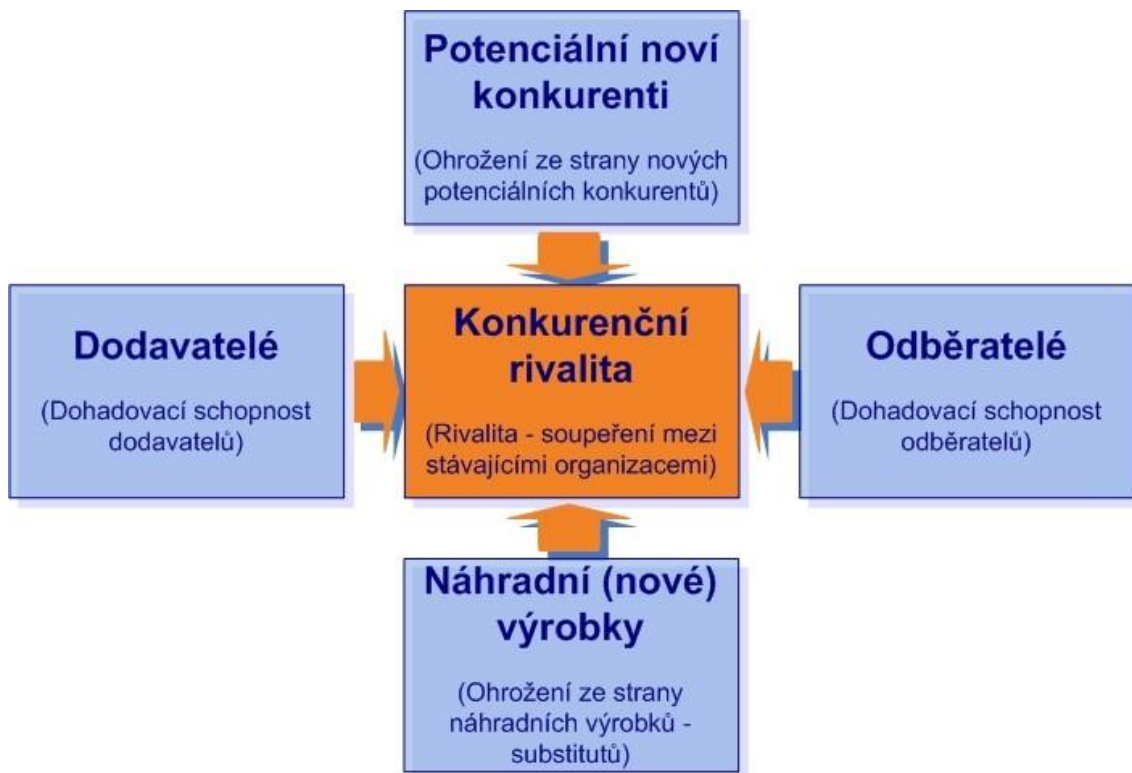 Potenciální noví
konkurenti
(Ohrožení ze strany nových
potenciálních konkurentů)
Dodavatelé
(Dohadovací schopnost
dodavatelů)
Konkurenční
rivalita
(Rivalita - soupeření mezi
stávajícími organizacemi)
Odběratelé
(Dohadovací schopnost
odběratelů)
Náhradní (nové)
výrobky
(Ohrožení ze strany
náhradních výrobků -
substitutů)